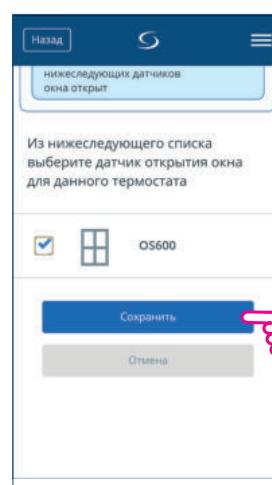 Назад
нижеследующих датчиков
окна открыт
Из нижеследующего списка
выберите датчик открытия окна
для данного термостата
OS600
Сохранить
Отмена